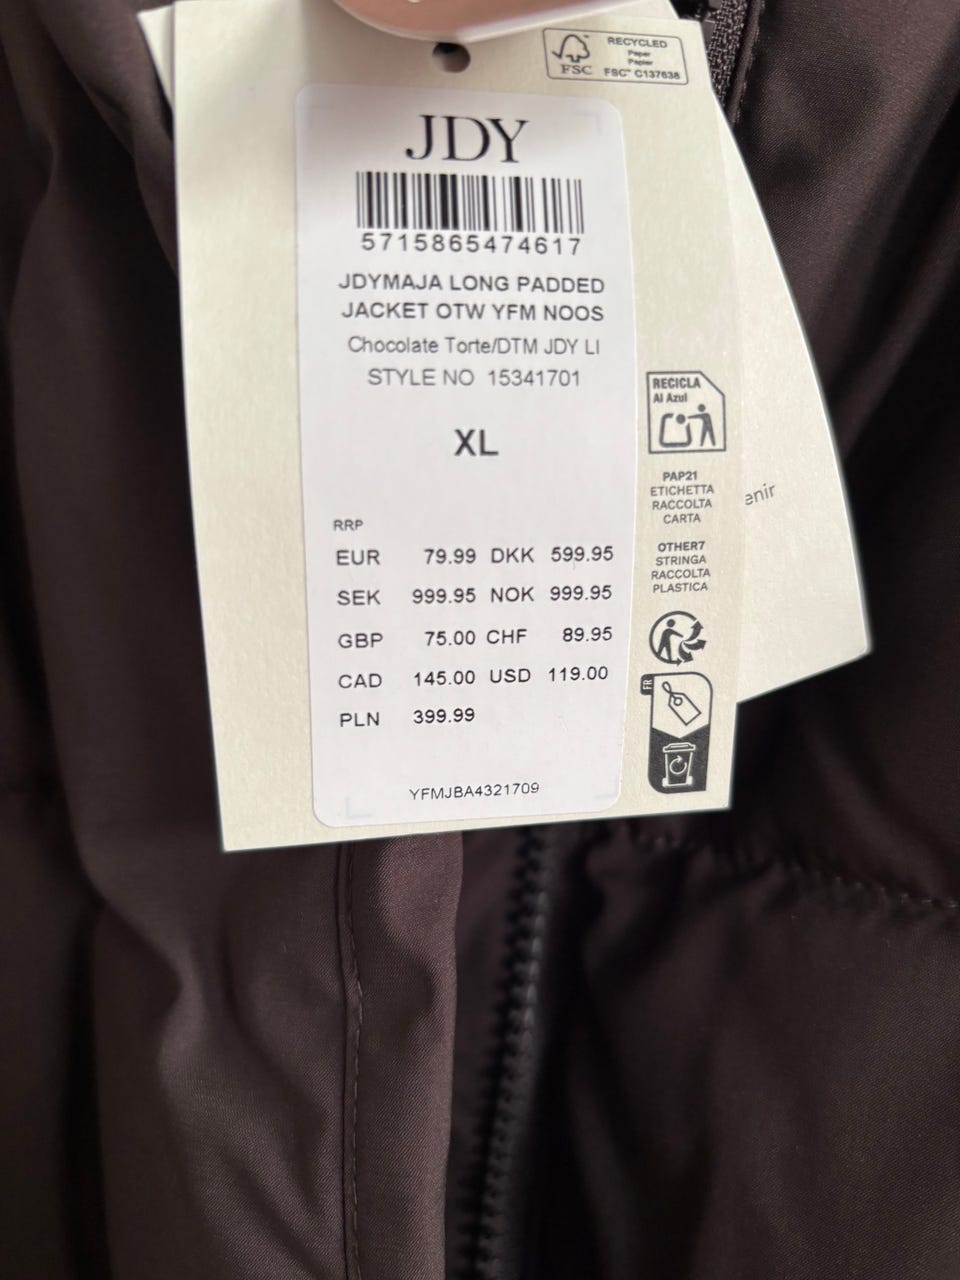 RECYCLED
Paper
Papier
FSC
FSC™ C137638
JDY
5715865474617
JDYMAJA LONG PADDED
JACKET OTW YFM NOOS
Chocolate Torte/DTM JDY LI
STYLE NO 15341701
XL
RRP
EUR 79.99 DKK 599.95
SEK 999.95 NOK 999.95
GBP 75.00 CHF 89.95
CAD 145.00 USD 119.00
PLN 399.99
YFMJBA4321709
RECICLA
Al Azul
PAP21
ETICHETTA
RACCOLTA
CARTA
OTHER7
STRINGA
RACCOLTA
PLASTICA
FR
enir